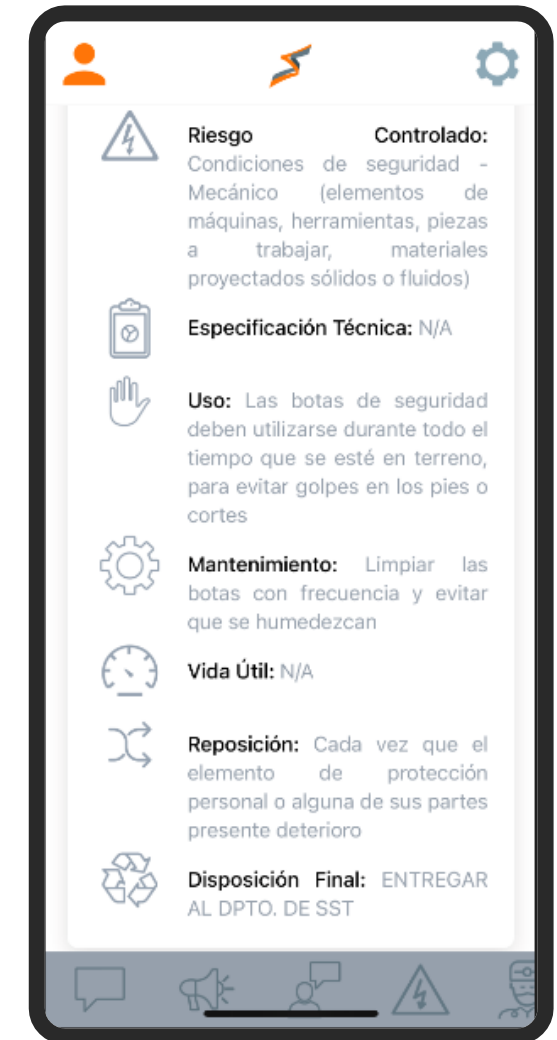 Riesgo Controlado:
Condiciones de seguridad -
Mecánico (elementos de
máquinas, herramientas, piezas
a trabajar, materiales
proyectados sólidos o fluidos)
Especificación Técnica: N/A
Uso: Las botas de seguridad
deben utilizarse durante todo el
tiempo que se esté en terreno,
para evitar golpes en los pies o
cortes
Mantenimiento: Limpiar las
botas con frecuencia y evitar
que se humedezcan
Vida Útil: N/A
Reposición: Cada vez que el
elemento de protección
personal o alguna de sus partes
presente deterioro
Disposición Final: ENTREGAR
AL DPTO. DE SST